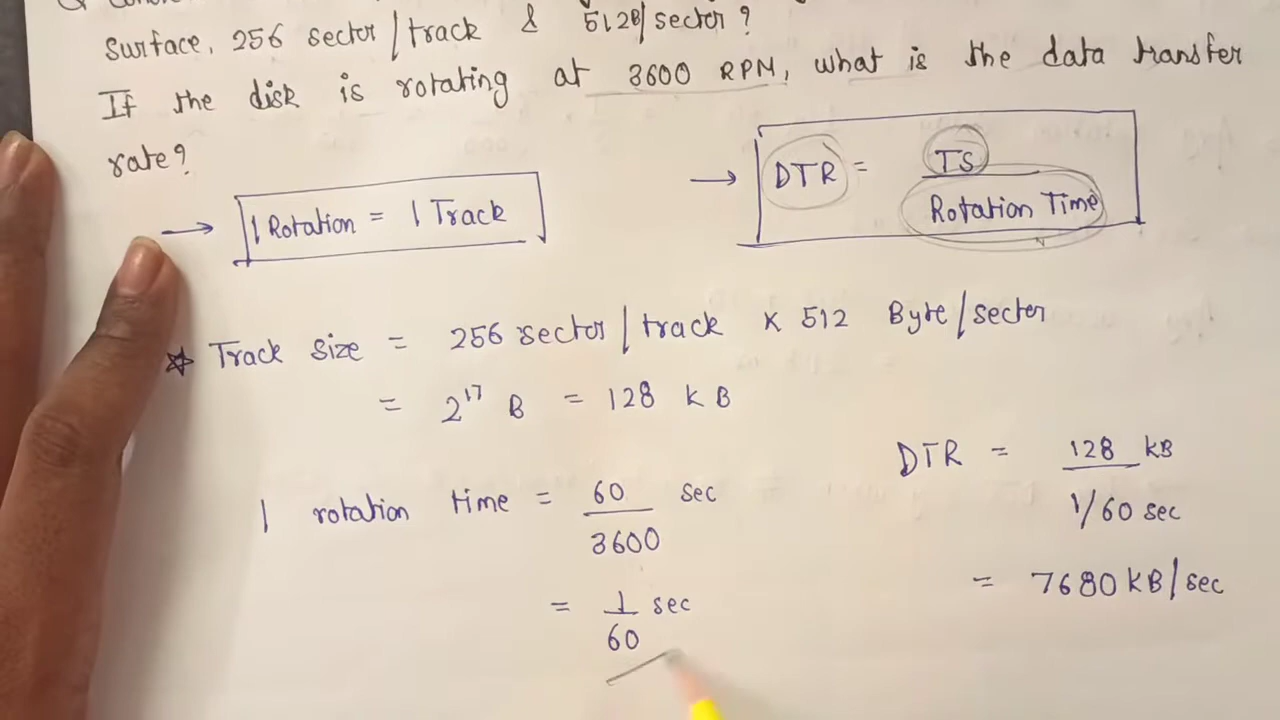 Surface, 256 sector/track & 512B/sector?
If the disk is rotating at 3600 RPM, what is the data transfer
rate?
→ 1 Rotation = 1 Track
→ DTR = TS / Rotation Time
☆ Track size = 256 sector/track x 512 Byte/sector
= 2¹⁷ B = 128 kB
1 rotation time = 60/3600 sec
= 1/60 sec
DTR = 128 kB / 1/60 sec
= 7680 kB/sec